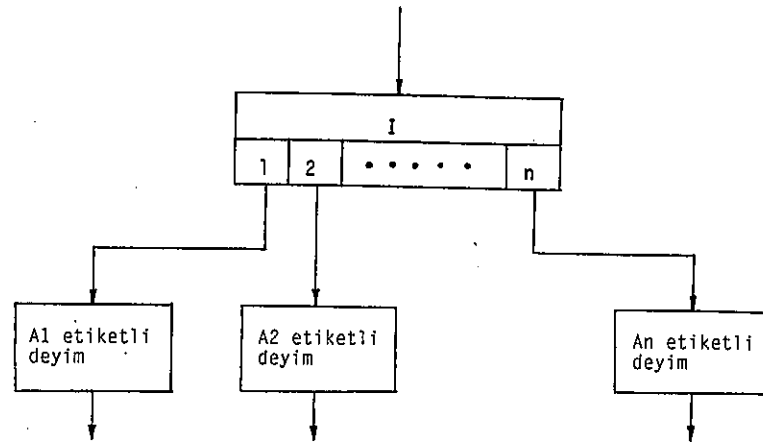 I
1 2 • • • • • n
A1 etiketli
deyim
A2 etiketli
deyim
An etiketli
deyim